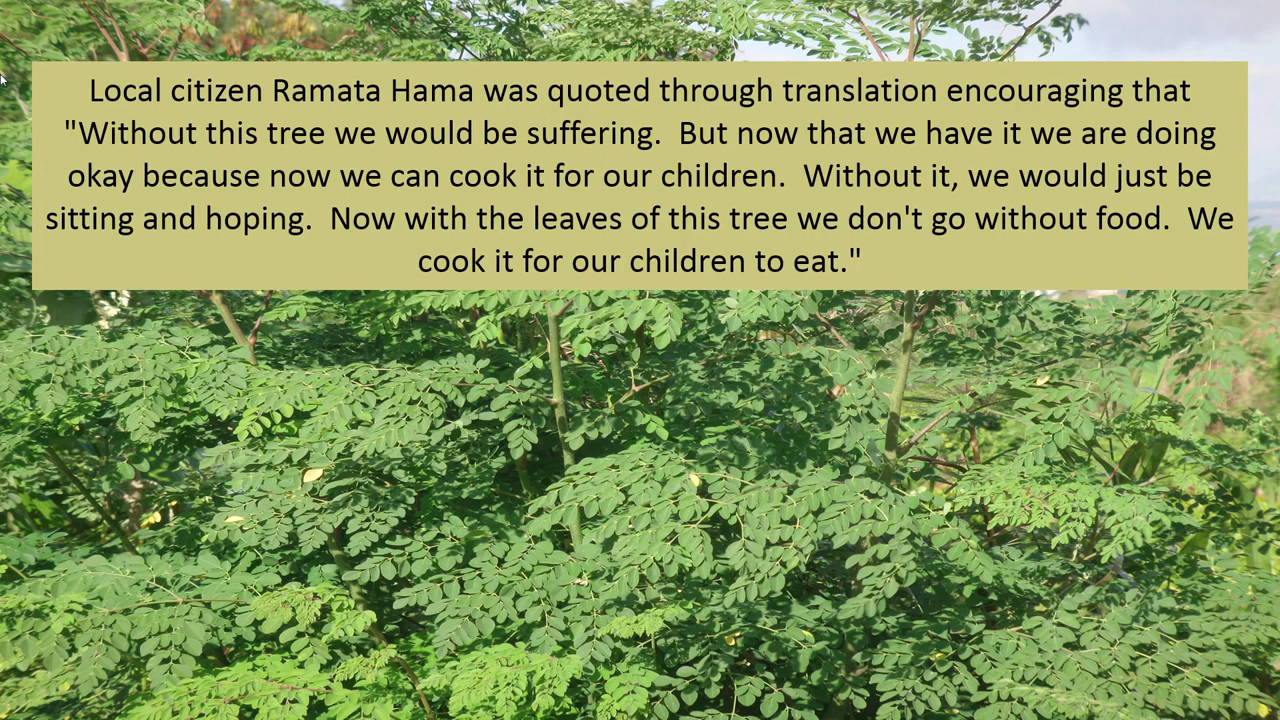 Local citizen Ramata Hama was quoted through translation encouraging that
"Without this tree we would be suffering.  But now that we have it we are doing
okay because now we can cook it for our children.  Without it, we would just be
sitting and hoping.  Now with the leaves of this tree we don't go without food.  We
cook it for our children to eat."